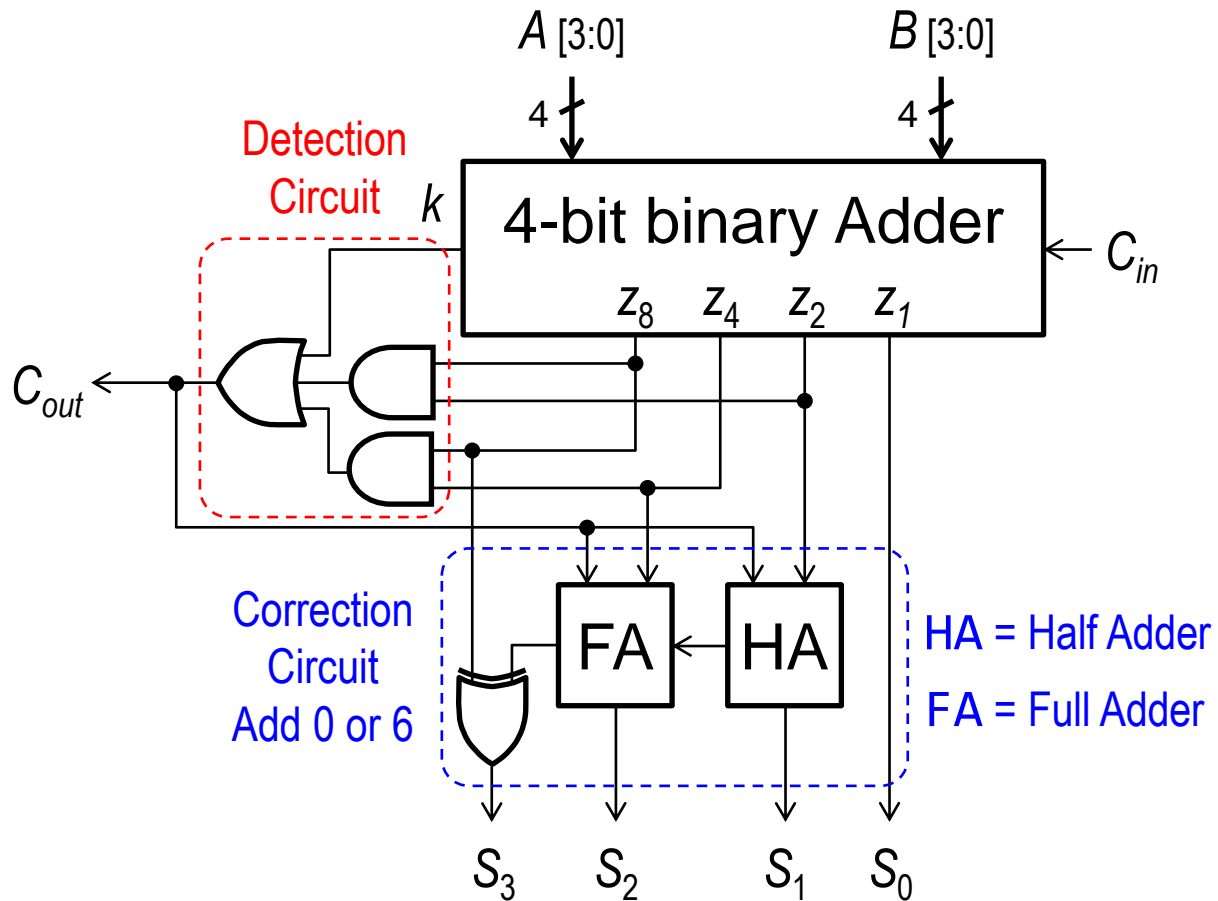 A [3:0]
B [3:0]
4
4
Detection
Circuit
k
4-bit binary Adder
C_in
z_8 z_4 z_2 z_1
C_out
Correction
Circuit
Add 0 or 6
FA
HA
HA = Half Adder
FA = Full Adder
S_3 S_2 S_1 S_0